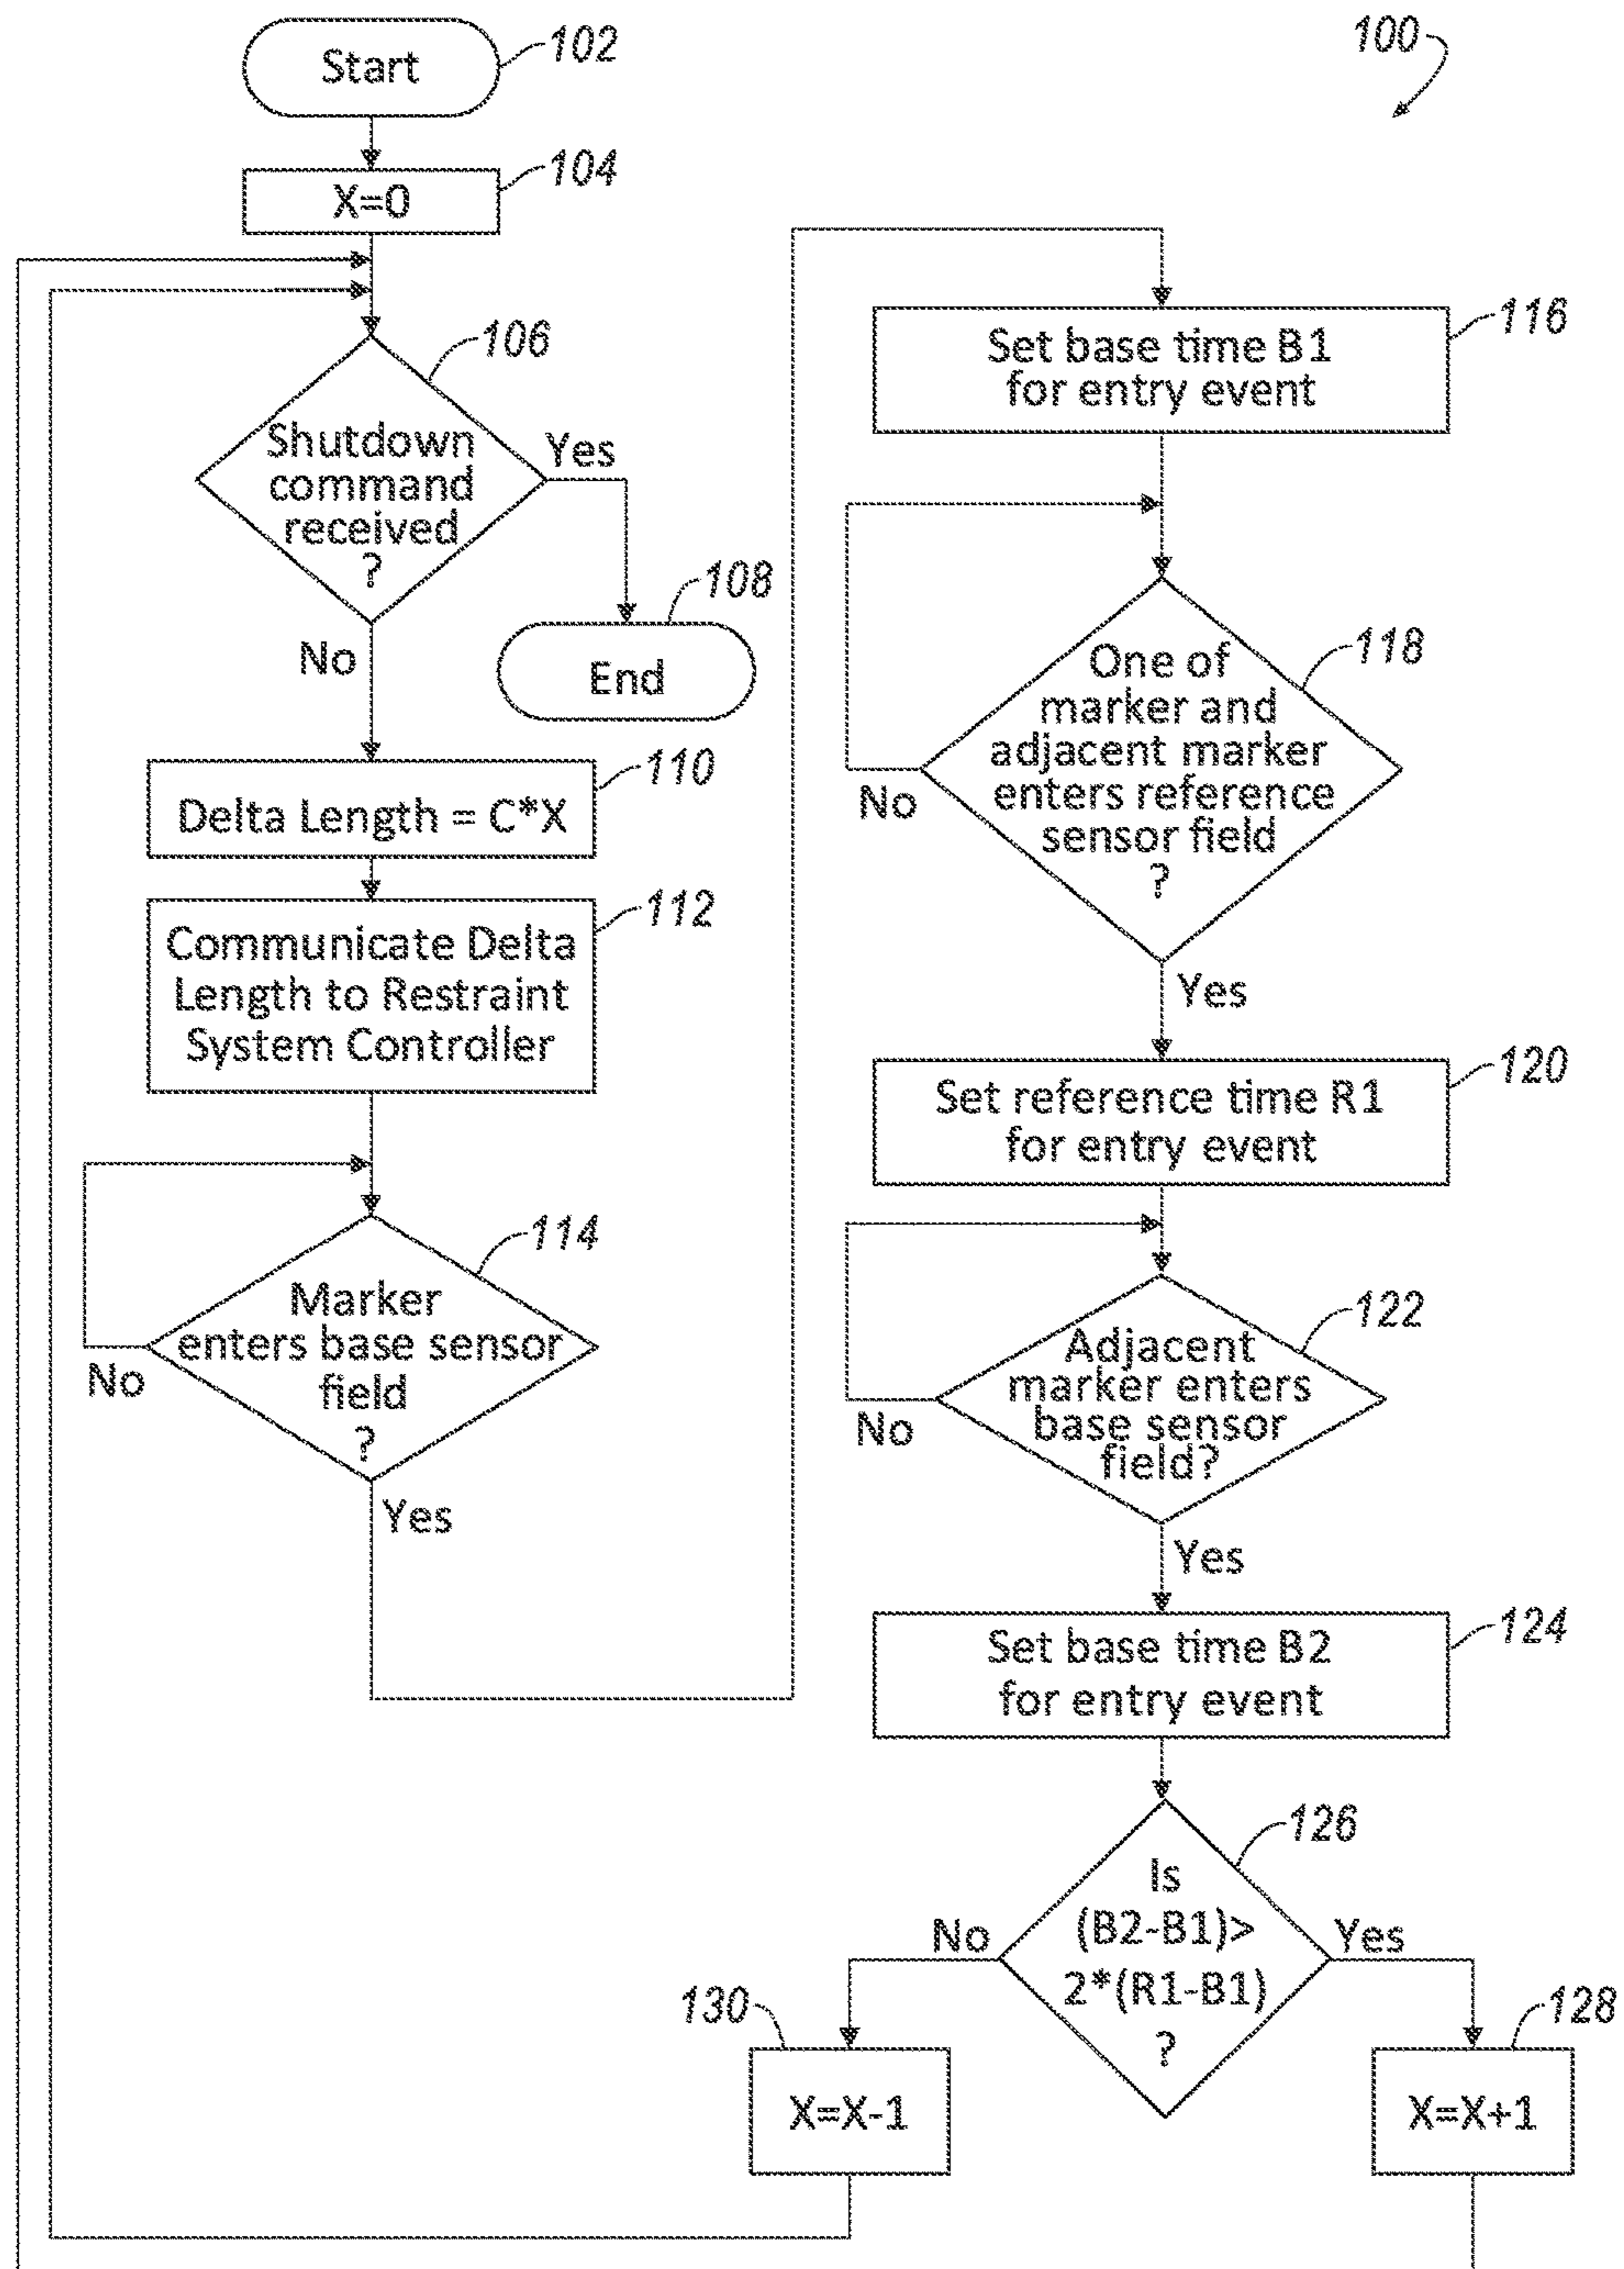 100
Start
102
X=0
104
106
Shutdown
command
received
?
Yes
No
End
108
Delta Length = C*X
110
Communicate Delta
Length to Restraint
System Controller
112
114
Marker
enters base sensor
field
?
No
Yes
Set base time B1
for entry event
116
One of
marker and
adjacent marker
enters reference
sensor field
?
118
No
Yes
Set reference time R1
for entry event
120
Adjacent
marker enters
base sensor
field?
122
No
Yes
Set base time B2
for entry event
124
126
Is
(B2-B1)>
2*(R1-B1)
?
No
Yes
130
X=X-1
128
X=X+1